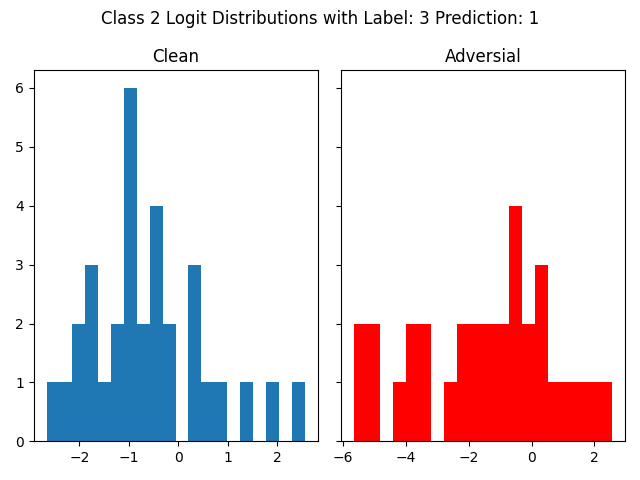 Class 2 Logit Distributions with Label: 3 Prediction: 1
Clean
Adversial
6
5
4
3
2
1
0
−2 −1 0 1 2
−6 −4 −2 0 2